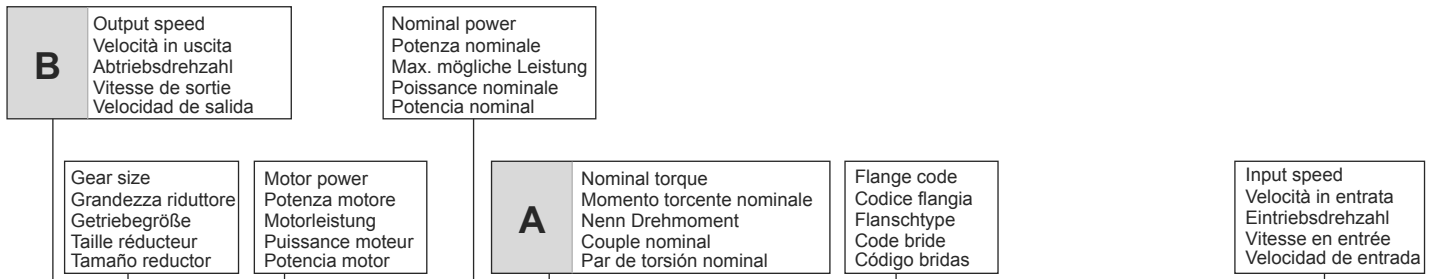 B
Output speed
Velocità in uscita
Abtriebsdrehzahl
Vitesse de sortie
Velocidad de salida
Nominal power
Potenza nominale
Max. mögliche Leistung
Poissance nominale
Potencia nominal
Gear size
Grandezza riduttore
Getriebegröße
Taille réducteur
Tamaño reductor
Motor power
Potenza motore
Motorleistung
Puissance moteur
Potencia motor
A
Nominal torque
Momento torcente nominale
Nenn Drehmoment
Couple nominal
Par de torsión nominal
Flange code
Codice flangia
Flanschtype
Code bride
Código bridas
Input speed
Velocità in entrata
Eintriebsdrehzahl
Vitesse en entrée
Velocidad de entrada